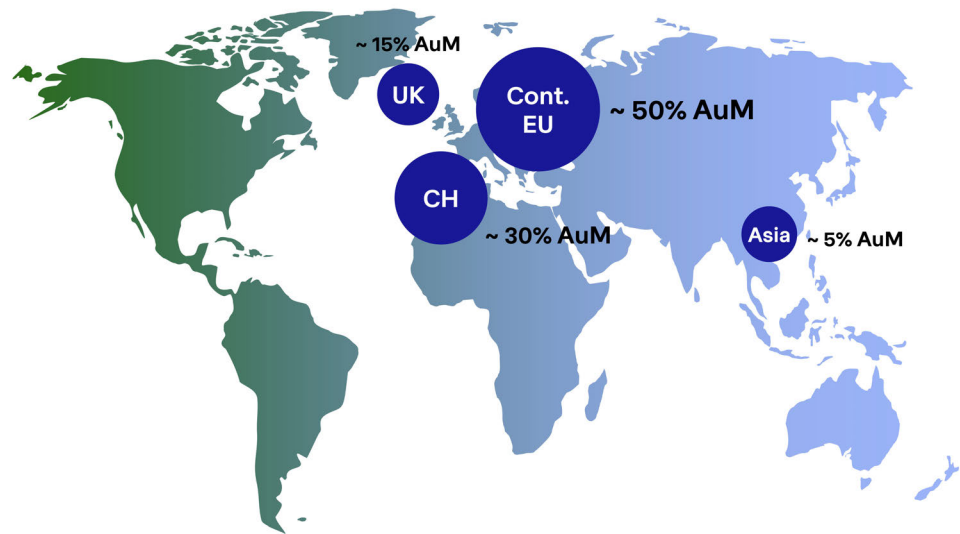 ~ 15% AuM
UK
Cont.
EU
~ 50% AuM
CH
~ 30% AuM
Asia
~ 5% AuM